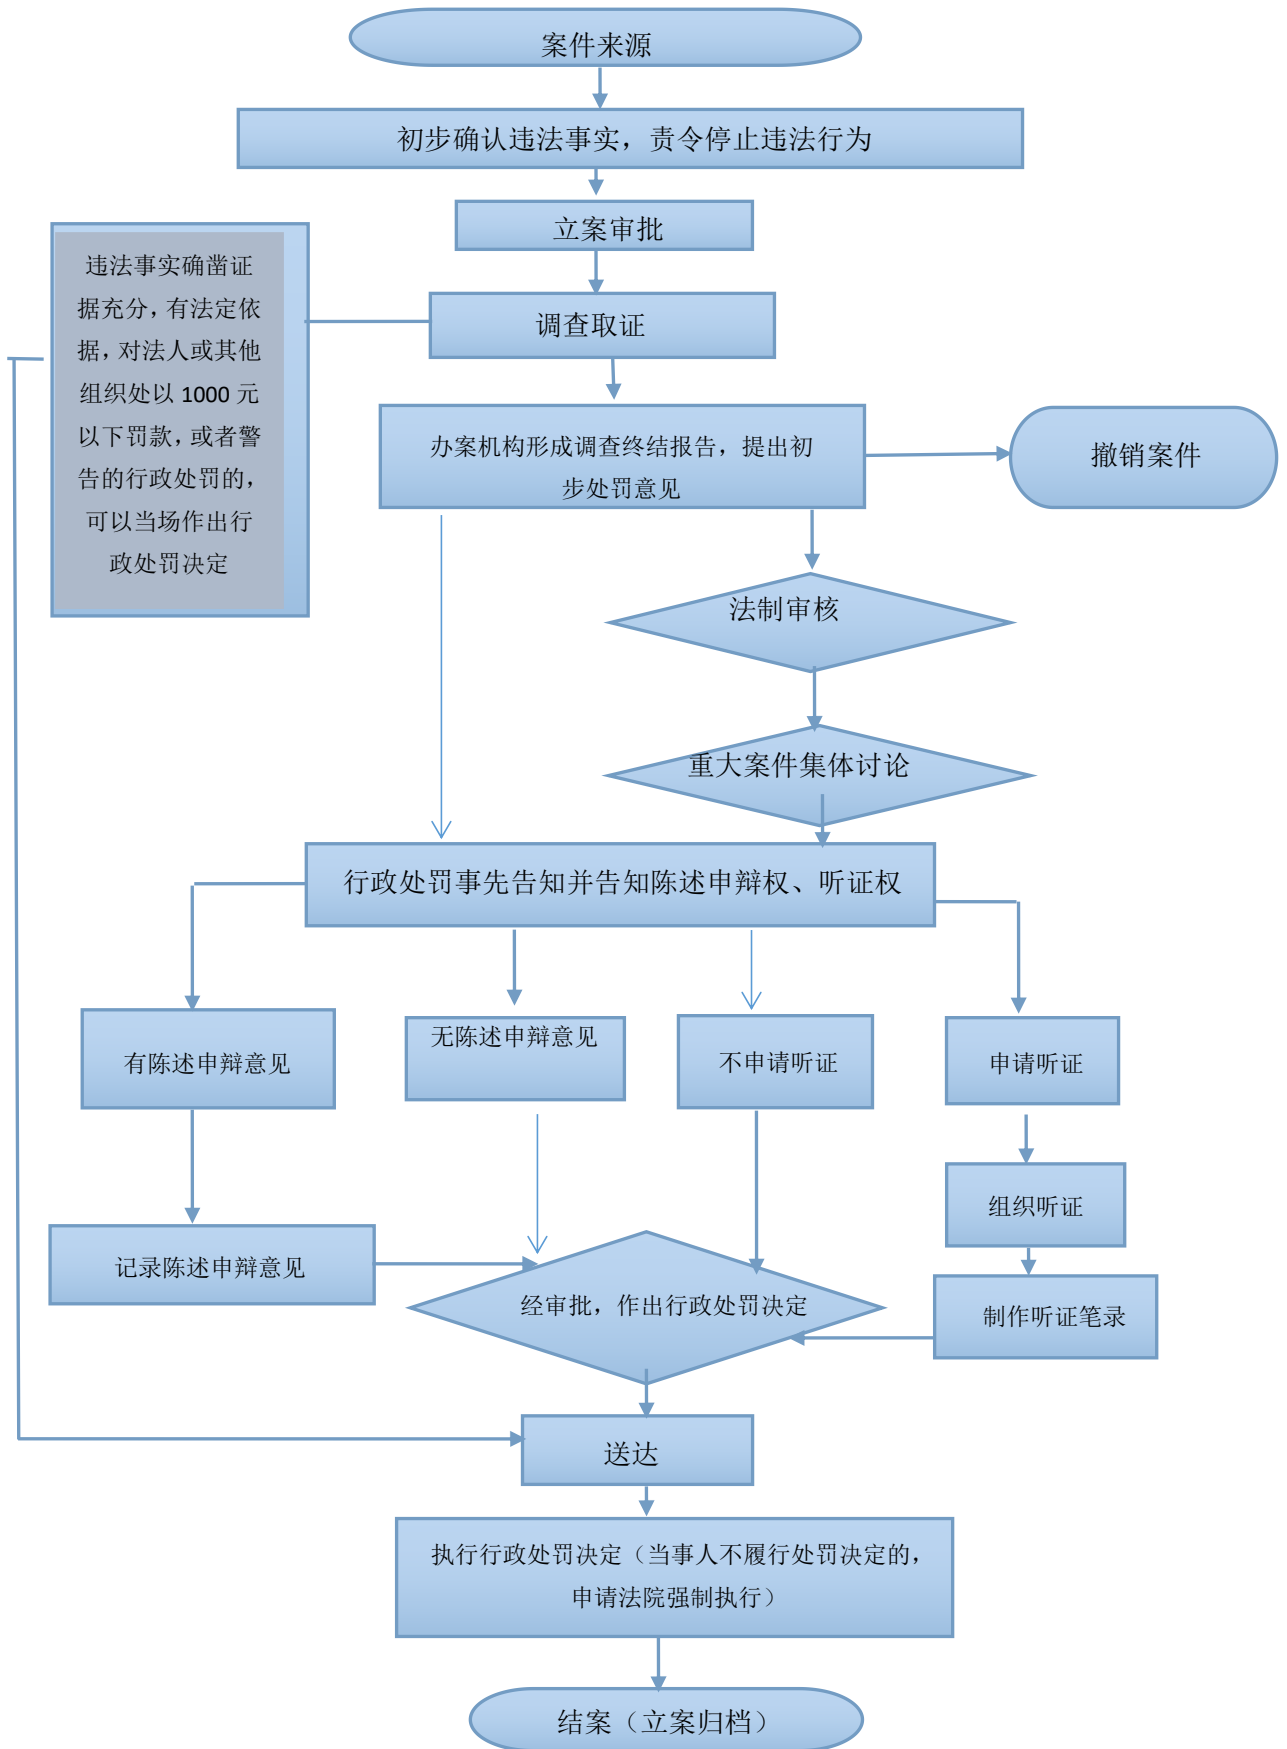 案件来源
初步确认违法事实，责令停止违法行为
立案审批
违法事实确凿证
据充分，有法定依
据，对法人或其他
组织处以 1000 元
以下罚款，或者警
告的行政处罚的，
可以当场作出行
政处罚决定
调查取证
办案机构形成调查终结报告，提出初
步处罚意见
撤销案件
法制审核
重大案件集体讨论
行政处罚事先告知并告知陈述申辩权、听证权
有陈述申辩意见
无陈述申辩意见
不申请听证
申请听证
组织听证
记录陈述申辩意见
经审批，作出行政处罚决定
制作听证笔录
送达
执行行政处罚决定（当事人不履行处罚决定的，
申请法院强制执行）
结案（立案归档）